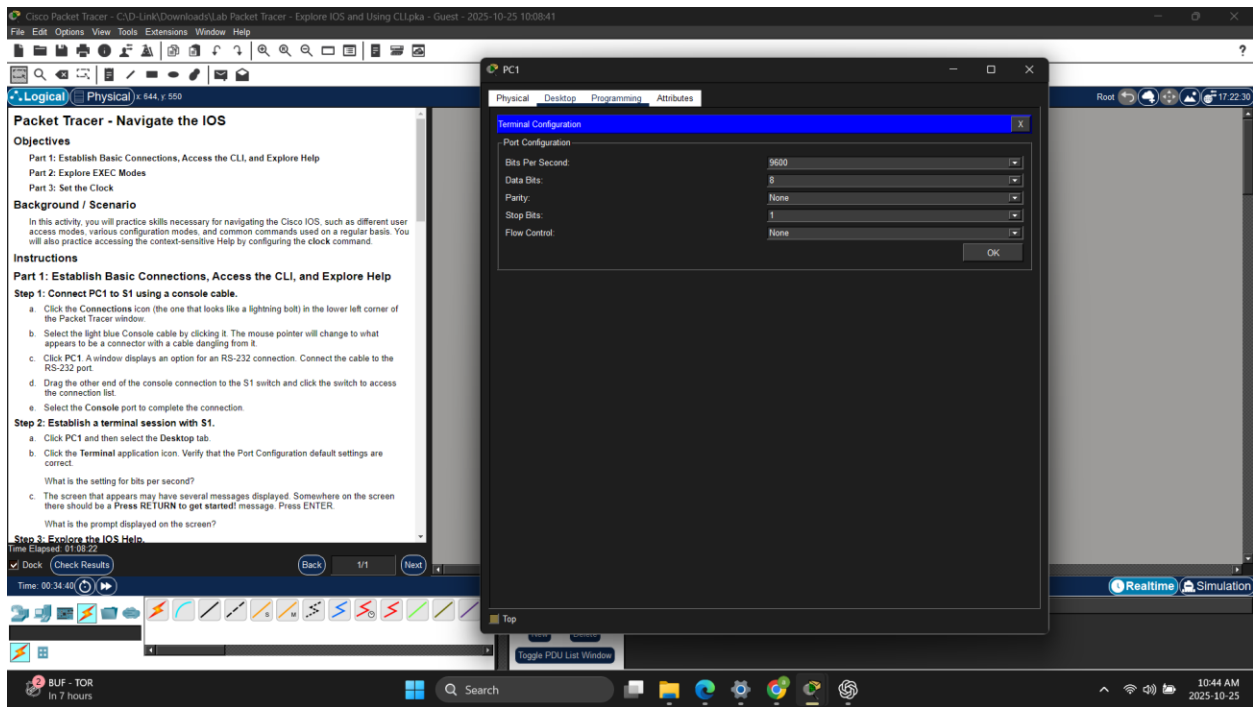 Cisco Packet Tracer - C:\D-Link\Downloads\Lab Packet Tracer - Explore IOS and Using CLI.pka - Guest - 2025-10-25 10:08:41
File Edit Options View Tools Extensions Window Help
?
Logical Physical x: 644, y: 550
Root 17:22:30
Packet Tracer - Navigate the IOS
Objectives
Part 1: Establish Basic Connections, Access the CLI, and Explore Help
Part 2: Explore EXEC Modes
Part 3: Set the Clock
Background / Scenario
In this activity, you will practice skills necessary for navigating the Cisco IOS, such as different user
access modes, various configuration modes, and common commands used on a regular basis. You
will also practice accessing the context-sensitive Help by configuring the clock command.
Instructions
Part 1: Establish Basic Connections, Access the CLI, and Explore Help
Step 1: Connect PC1 to S1 using a console cable.
a. Click the Connections icon (the one that looks like a lightning bolt) in the lower left corner of
the Packet Tracer window.
b. Select the light blue Console cable by clicking it. The mouse pointer will change to what
appears to be a connector with a cable dangling from it.
c. Click PC1. A window displays an option for an RS-232 connection. Connect the cable to the
RS-232 port.
d. Drag the other end of the console connection to the S1 switch and click the switch to access
the connection list.
e. Select the Console port to complete the connection.
Step 2: Establish a terminal session with S1.
a. Click PC1 and then select the Desktop tab.
b. Click the Terminal application icon. Verify that the Port Configuration default settings are
correct.
What is the setting for bits per second?
c. The screen that appears may have several messages displayed. Somewhere on the screen
there should be a Press RETURN to get started! message. Press ENTER.
What is the prompt displayed on the screen?
Step 3: Explore the IOS Help.
Time Elapsed: 01:08:22
Dock Check Results Back 1/1 Next
Time: 00:34:40
Realtime Simulation
PC1
Physical Desktop Programming Attributes
Terminal Configuration X
Port Configuration
Bits Per Second: 9600
Data Bits: 8
Parity: None
Stop Bits: 1
Flow Control: None
OK
Top
New Delete
Toggle PDU List Window
S M
2 BUF - TOR
In 7 hours
Search
10:44 AM
2025-10-25